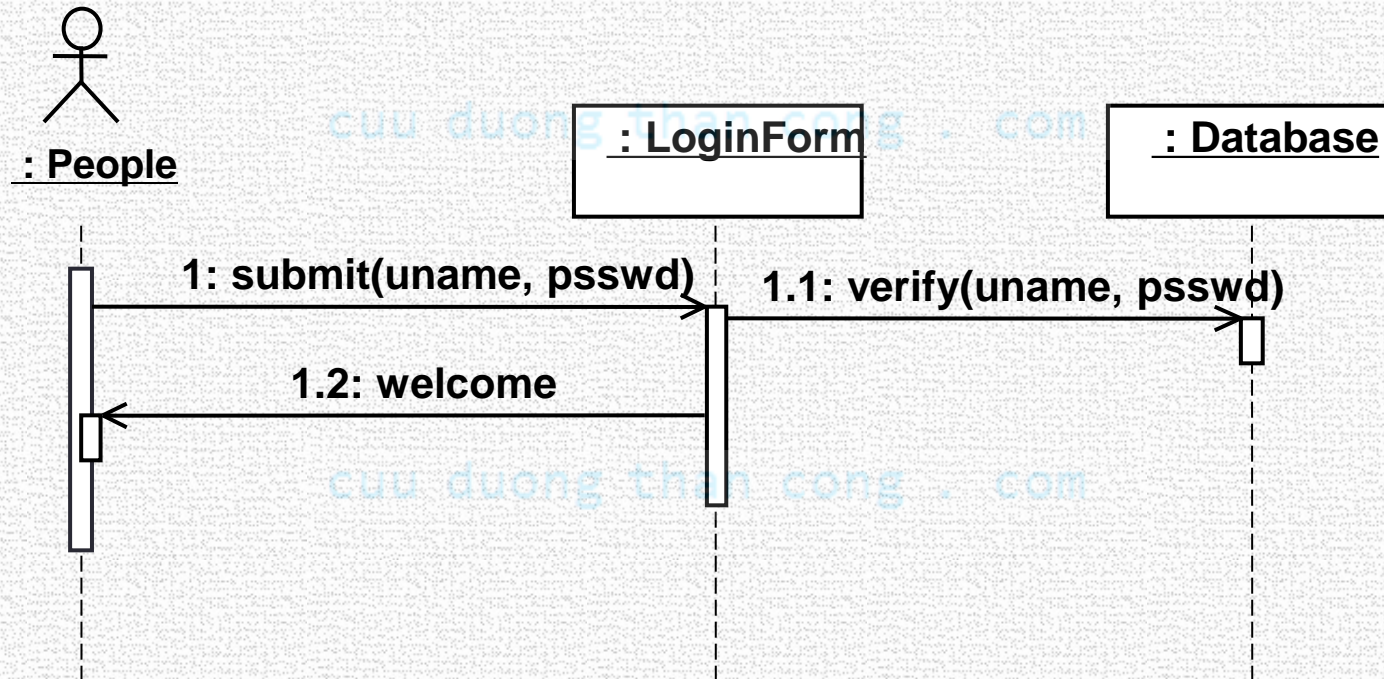 cuu duong than cong . com
: People
: LoginForm
: Database
1: submit(uname, psswd)
1.1: verify(uname, psswd)
1.2: welcome
cuu duong than cong . com